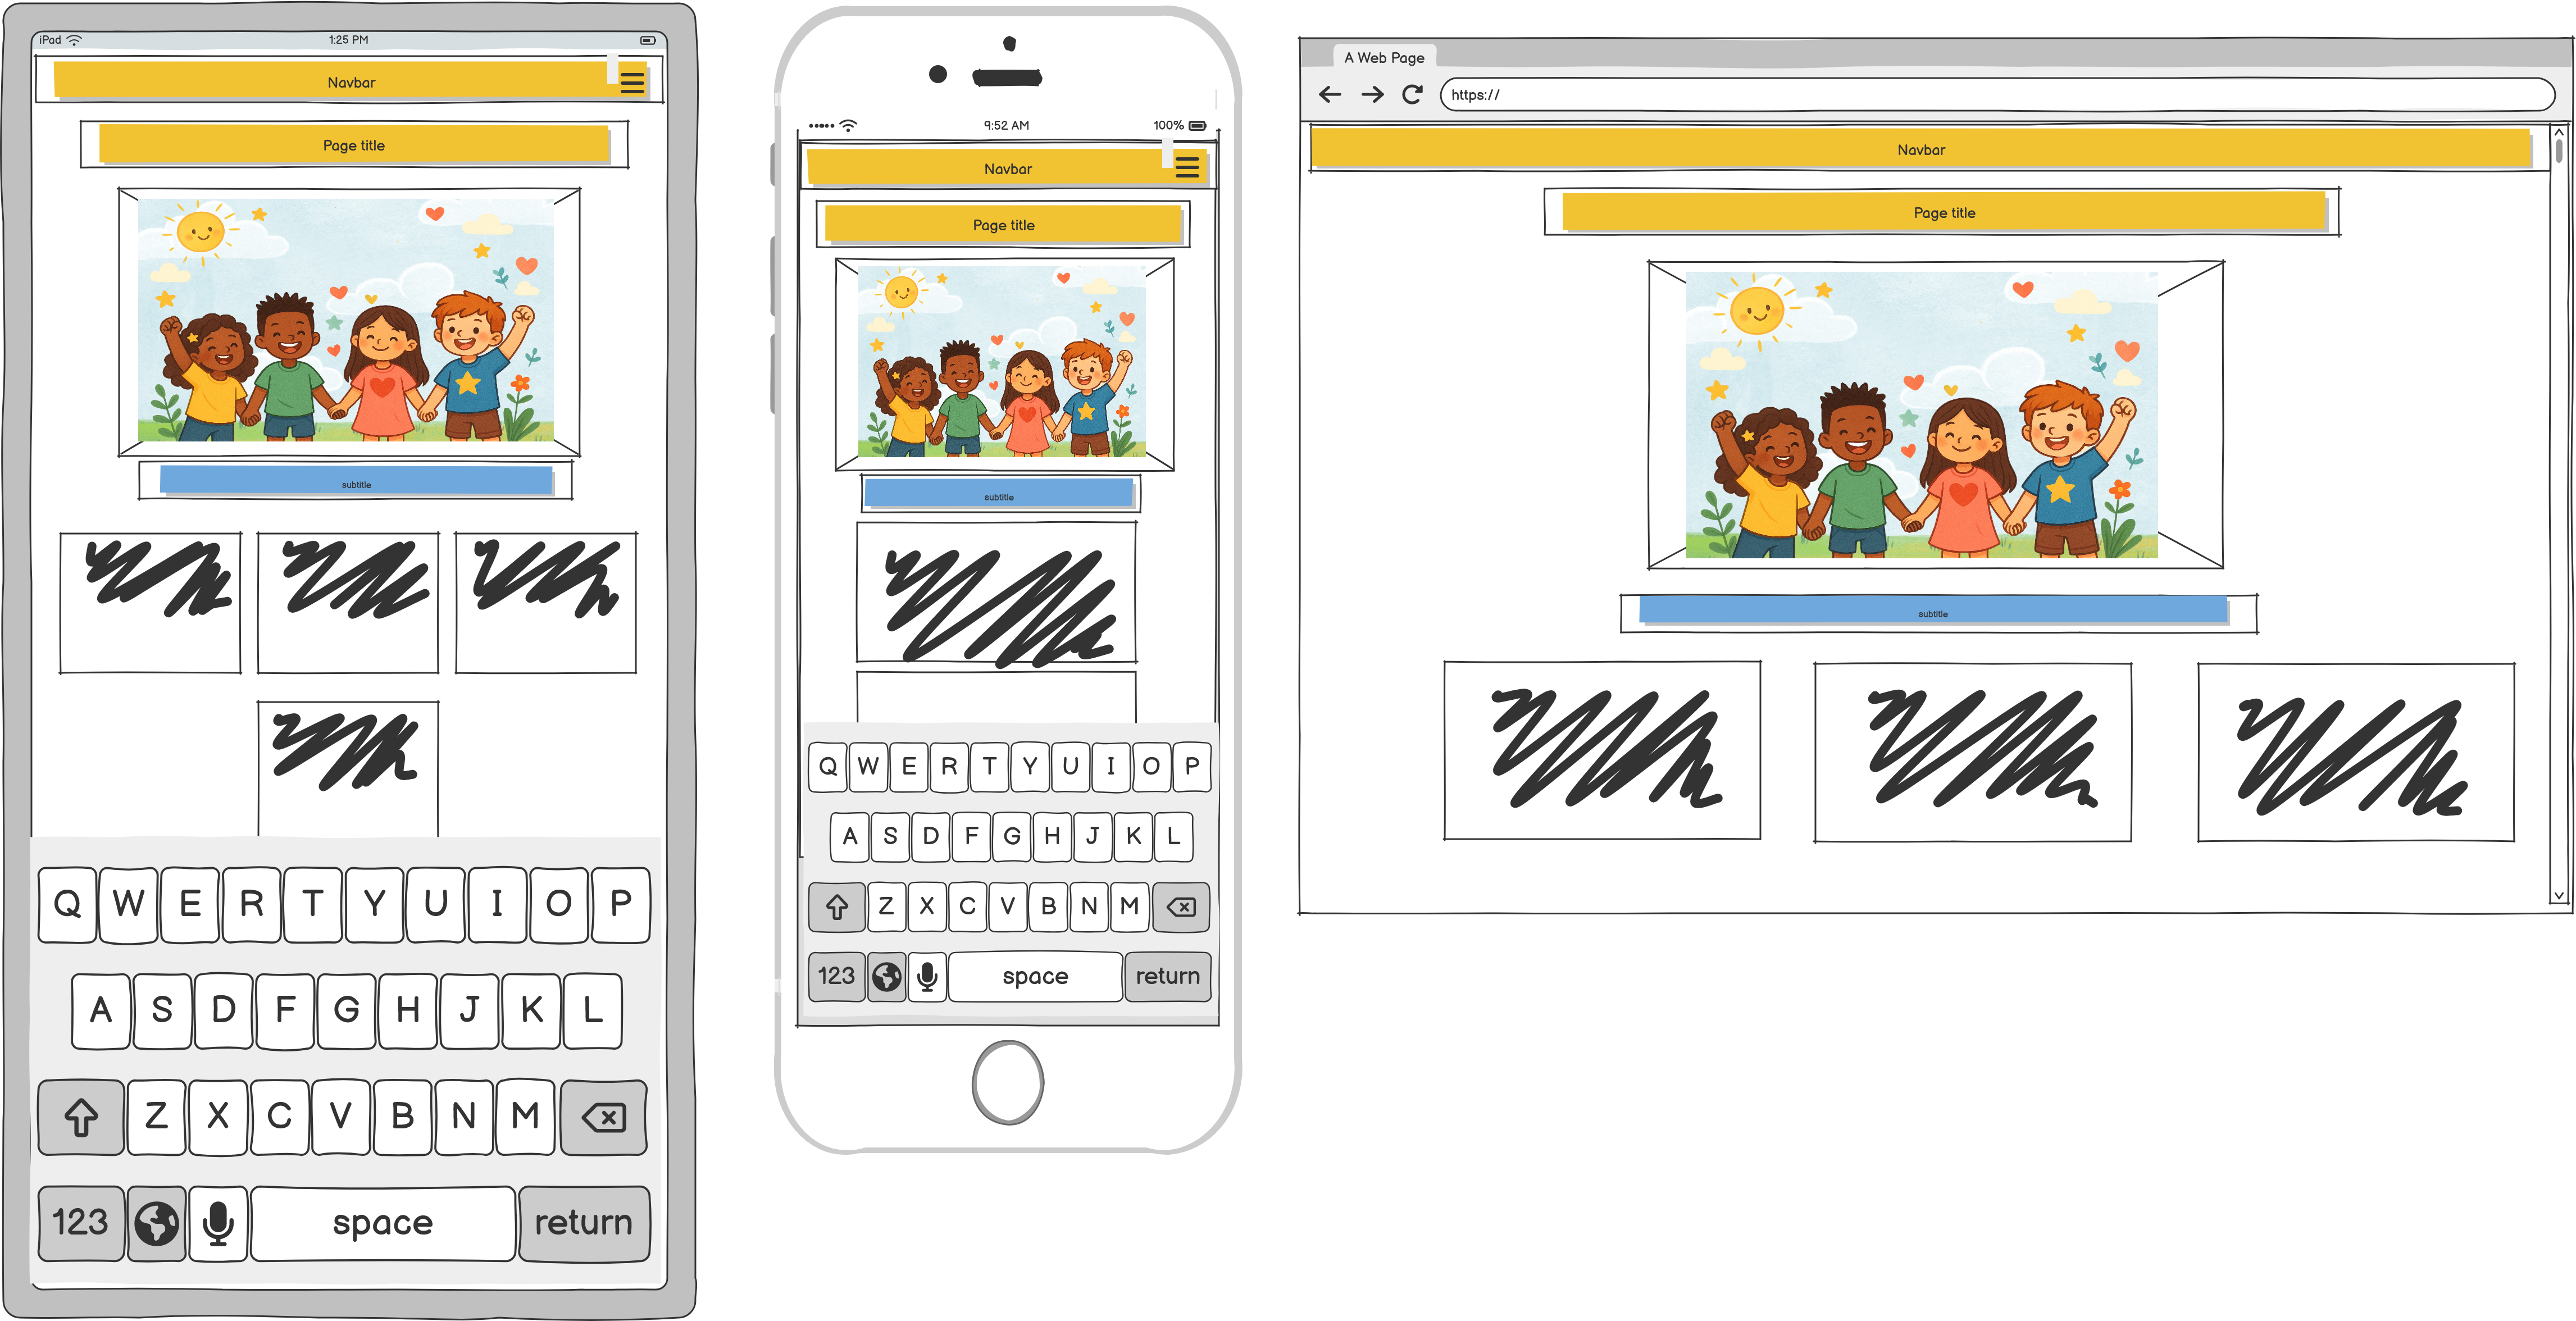 iPad 1:25 PM
Navbar
Page title
subtitle
Q W E R T Y U I O P
A S D F G H J K L
Z X C V B N M
123 space return
9:52 AM 100%
Navbar
Page title
subtitle
Q W E R T Y U I O P
A S D F G H J K L
Z X C V B N M
123 space return
A Web Page
https://
Navbar
Page title
subtitle